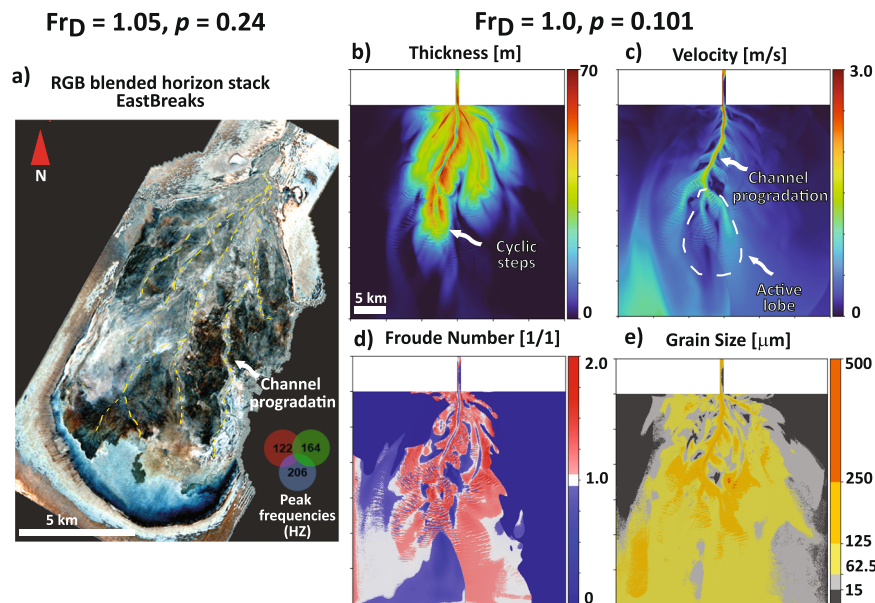 FrD = 1.05, p = 0.24
FrD = 1.0, p = 0.101
a)
RGB blended horizon stack
EastBreaks
N
Channel
progradatin
122
164
206
Peak
frequencies
(HZ)
5 km
b)
Thickness [m]
70
0
Cyclic
steps
5 km
c)
Velocity [m/s]
3.0
0
Channel
progradation
Active
lobe
d)
Froude Number [1/1]
2.0
1.0
0
e)
Grain Size [μm]
500
250
125
62.5
15